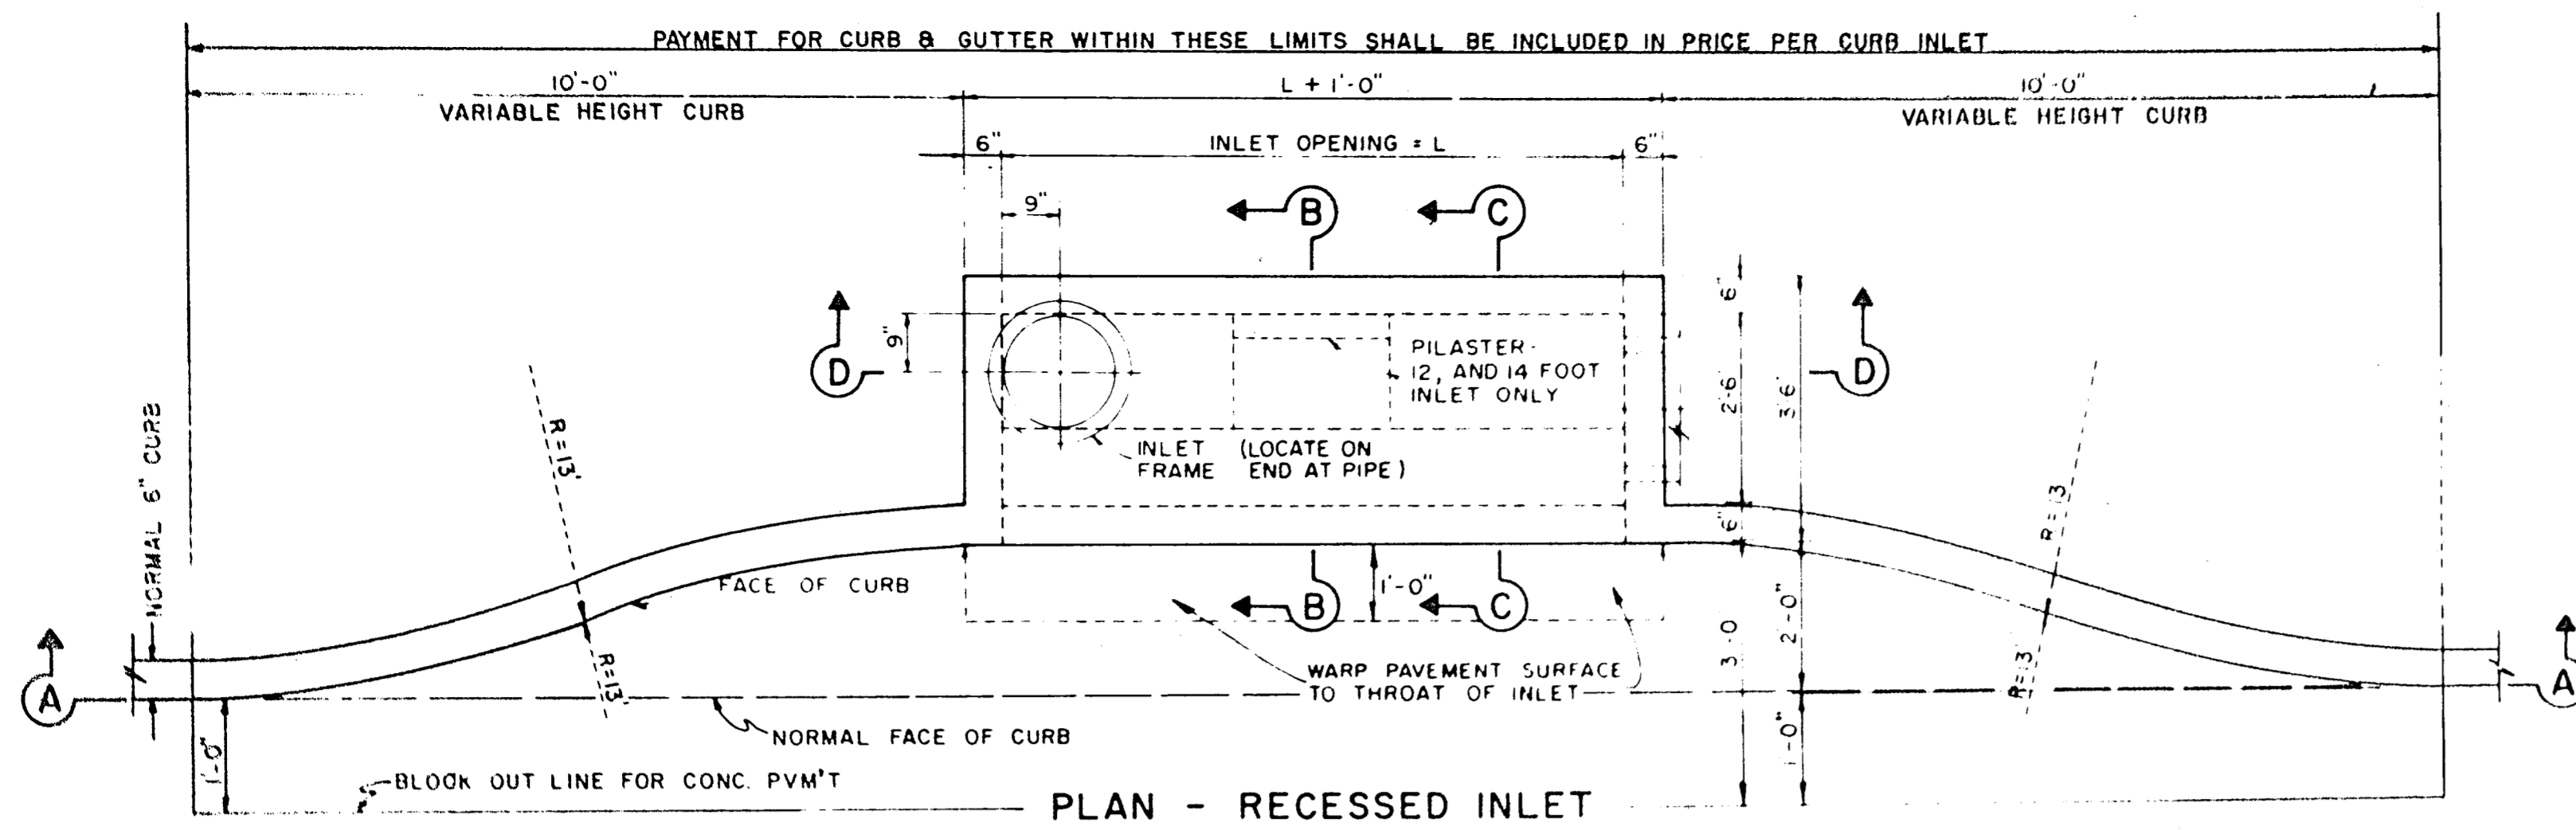 PAYMENT FOR CURB & GUTTER WITHIN THESE LIMITS SHALL BE INCLUDED IN PRICE PER CURB INLET
10'-0"
L + 1'-0"
10'-0"
VARIABLE HEIGHT CURB
VARIABLE HEIGHT CURB
6"
INLET OPENING = L
6"
9"
B
C
6"
9"
D
PILASTER-
12, AND 14 FOOT
INLET ONLY
2'-6"
3'6"
D
NORMAL 6" CURB
R=13'
INLET (LOCATE ON
FRAME END AT PIPE)
R=13
6"
FACE OF CURB
B
1'-0"
C
2'-0"
3-0
R=13'
R=13
WARP PAVEMENT SURFACE
TO THROAT OF INLET
A
A
1'-0"
NORMAL FACE OF CURB
1-0"
BLOCK OUT LINE FOR CONC. PVM'T
PLAN - RECESSED INLET